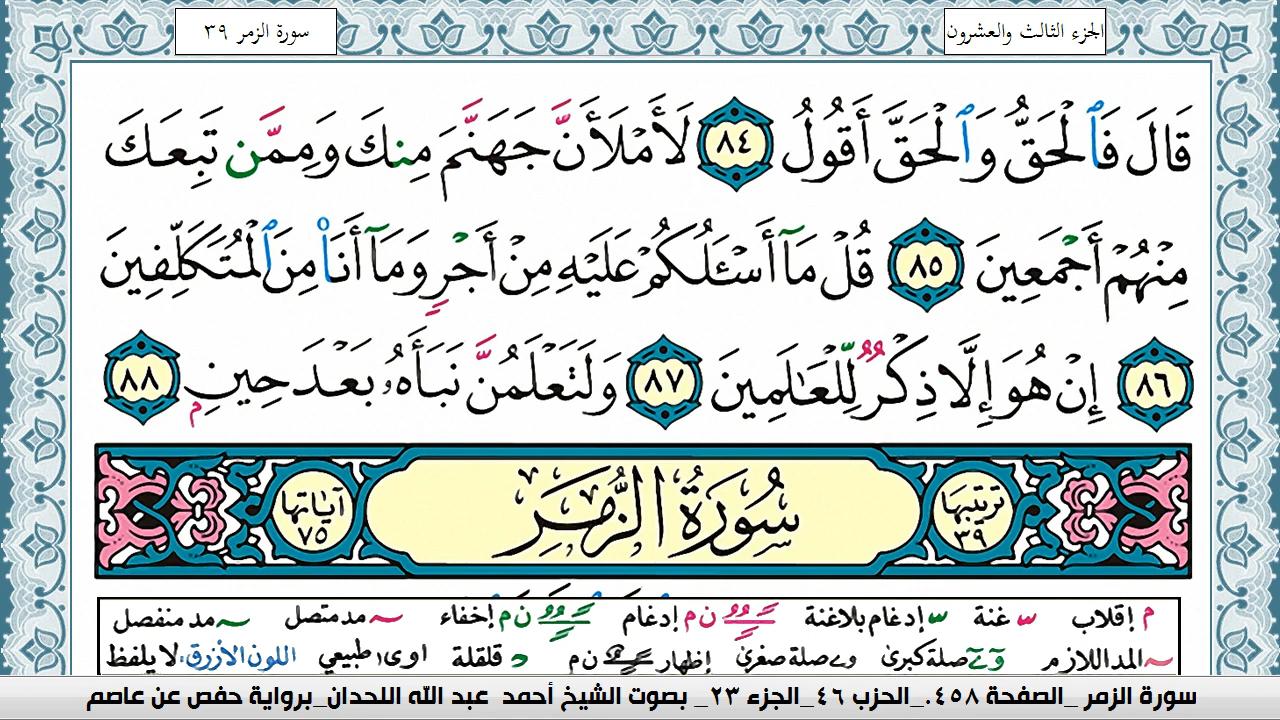 الجزء الثالث والعشرون
سورة الزمر ٣٩
قَالَ فَٱلْحَقُّ وَٱلْحَقَّ أَقُولُ ٨٤ لَأَمْلَأَنَّ جَهَنَّمَ مِنكَ وَمِمَّن تَبِعَكَ
مِنْهُمْ أَجْمَعِينَ ٨٥ قُلْ مَآ أَسْـَٔلُكُمْ عَلَيْهِ مِنْ أَجْرٍ وَمَآ أَنَا۠ مِنَ ٱلْمُتَكَلِّفِينَ
٨٦ إِنْ هُوَ إِلَّا ذِكْرٌ لِّلْعَـٰلَمِينَ ٨٧ وَلَتَعْلَمُنَّ نَبَأَهُۥ بَعْدَ حِينِۭ ٨٨
ترتيبها ٣٩ سُورَةُ الزُّمَرِ آياتها ٧٥
م إقلاب س غنة س إدغام بلاغنة ن م إدغام ن م إخفاء مد متصل مد منفصل
المد اللازم صلة كبرى صلة صغرى إظهار ن م قلقلة اوى طبيعي اللون الأزرق: لا يلفظ
سورة الزمر _الصفحة ٤٥٨._الحزب ٤٦_الجزء ٢٣_ بصوت الشيخ أحمد عبد الله اللحدان_برواية حفص عن عاصم